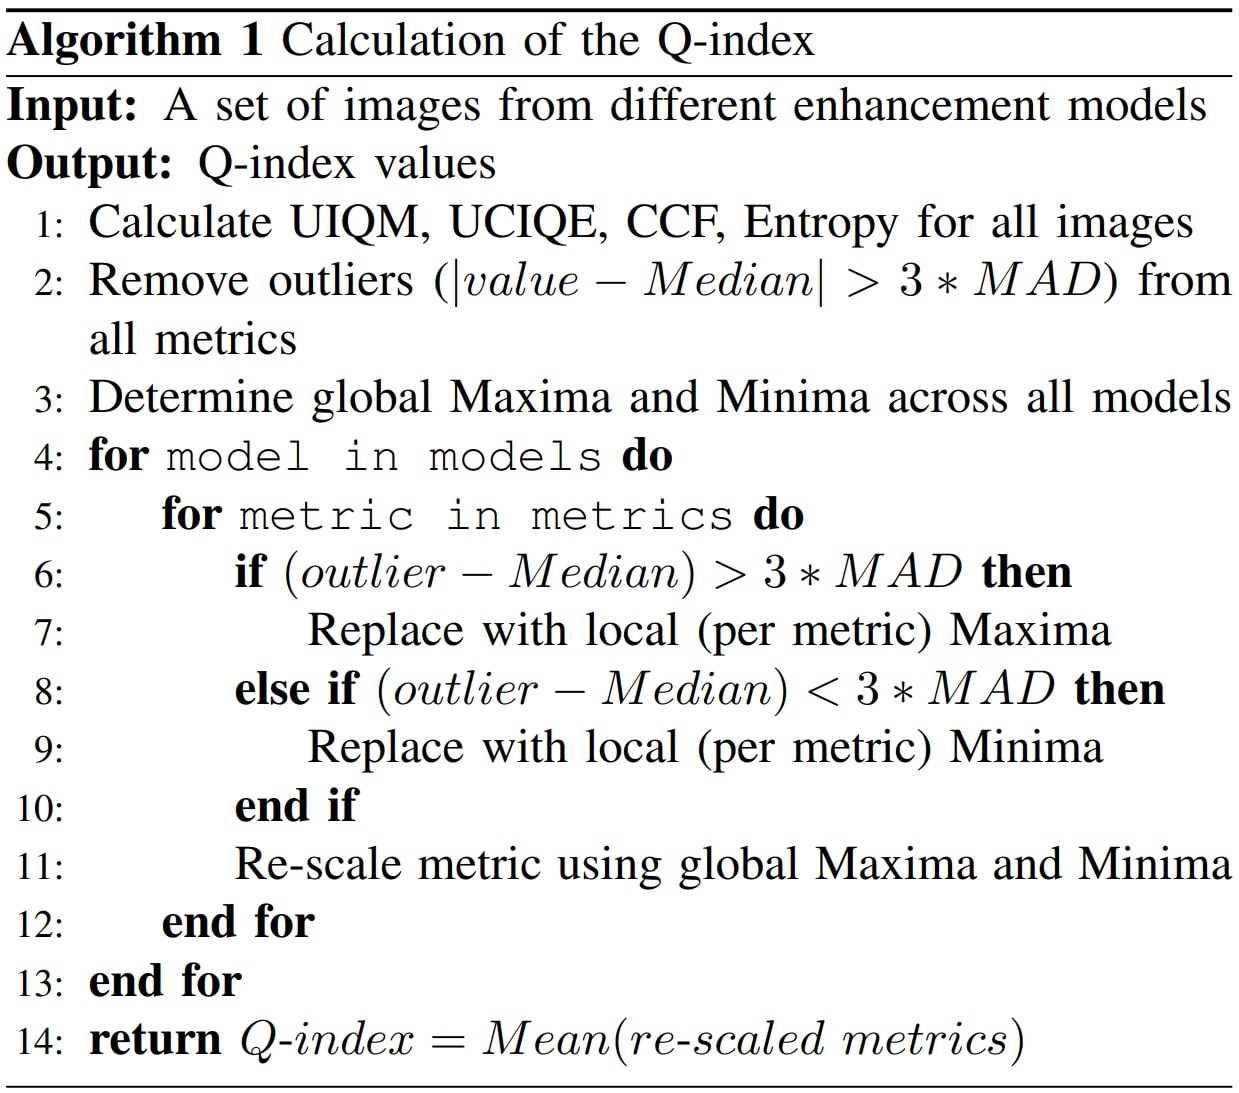 Algorithm 1 Calculation of the Q-index
Input: A set of images from different enhancement models
Output: Q-index values
1: Calculate UIQM, UCIQE, CCF, Entropy for all images
2: Remove outliers (|value − Median| > 3 ∗ MAD) from
all metrics
3: Determine global Maxima and Minima across all models
4: for model in models do
5: for metric in metrics do
6: if (outlier − Median) > 3 ∗ MAD then
7: Replace with local (per metric) Maxima
8: else if (outlier − Median) < 3 ∗ MAD then
9: Replace with local (per metric) Minima
10: end if
11: Re-scale metric using global Maxima and Minima
12: end for
13: end for
14: return Q-index = Mean(re-scaled metrics)